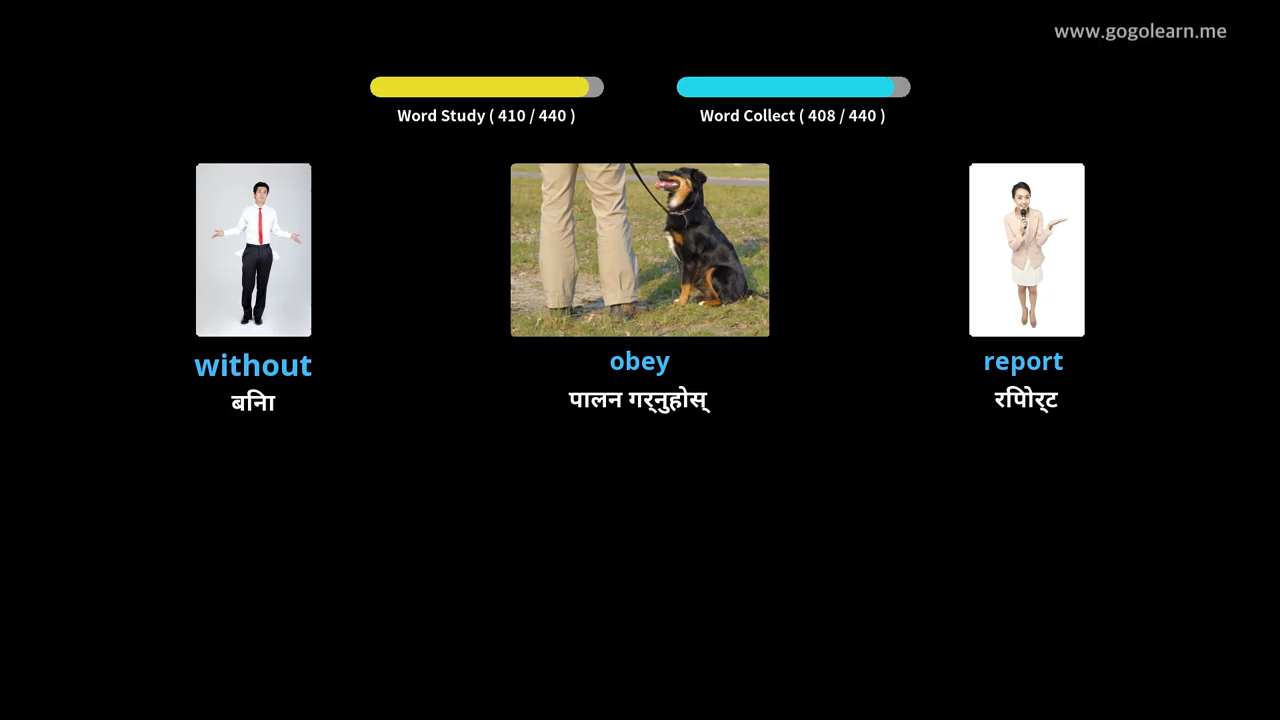 www.gogolearn.me
Word Study ( 410 / 440 )
Word Collect ( 408 / 440 )
without
obey
report
बिना
पालन गर्नुहोस्
रिपोर्ट